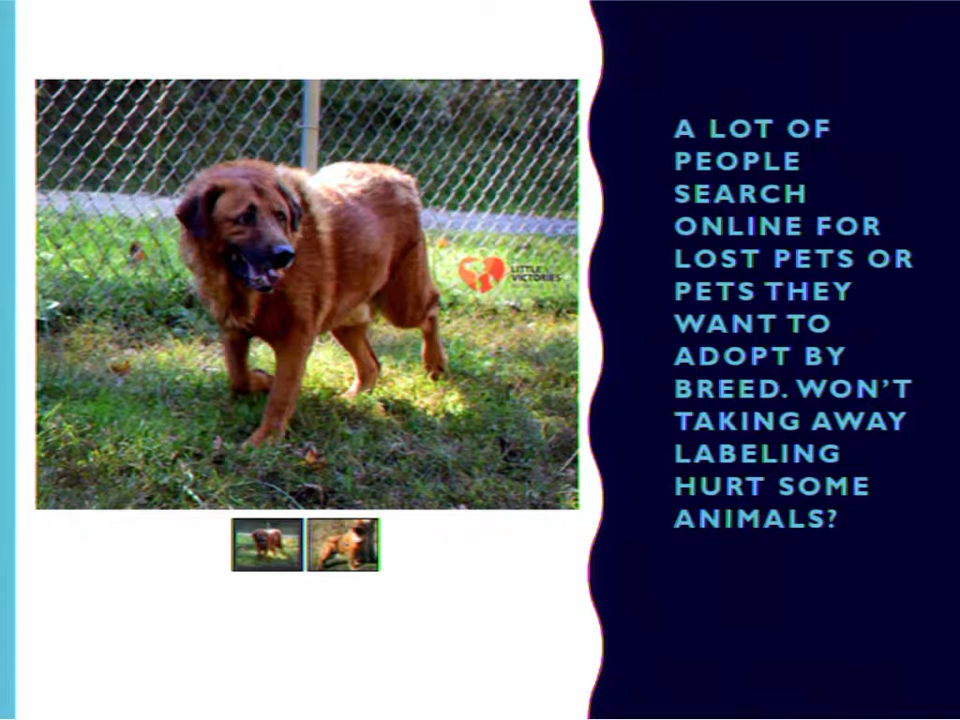 LITTLE
VICTORIES
A LOT OF
PEOPLE
SEARCH
ONLINE FOR
LOST PETS OR
PETS THEY
WANT TO
ADOPT BY
BREED. WON'T
TAKING AWAY
LABELING
HURT SOME
ANIMALS?